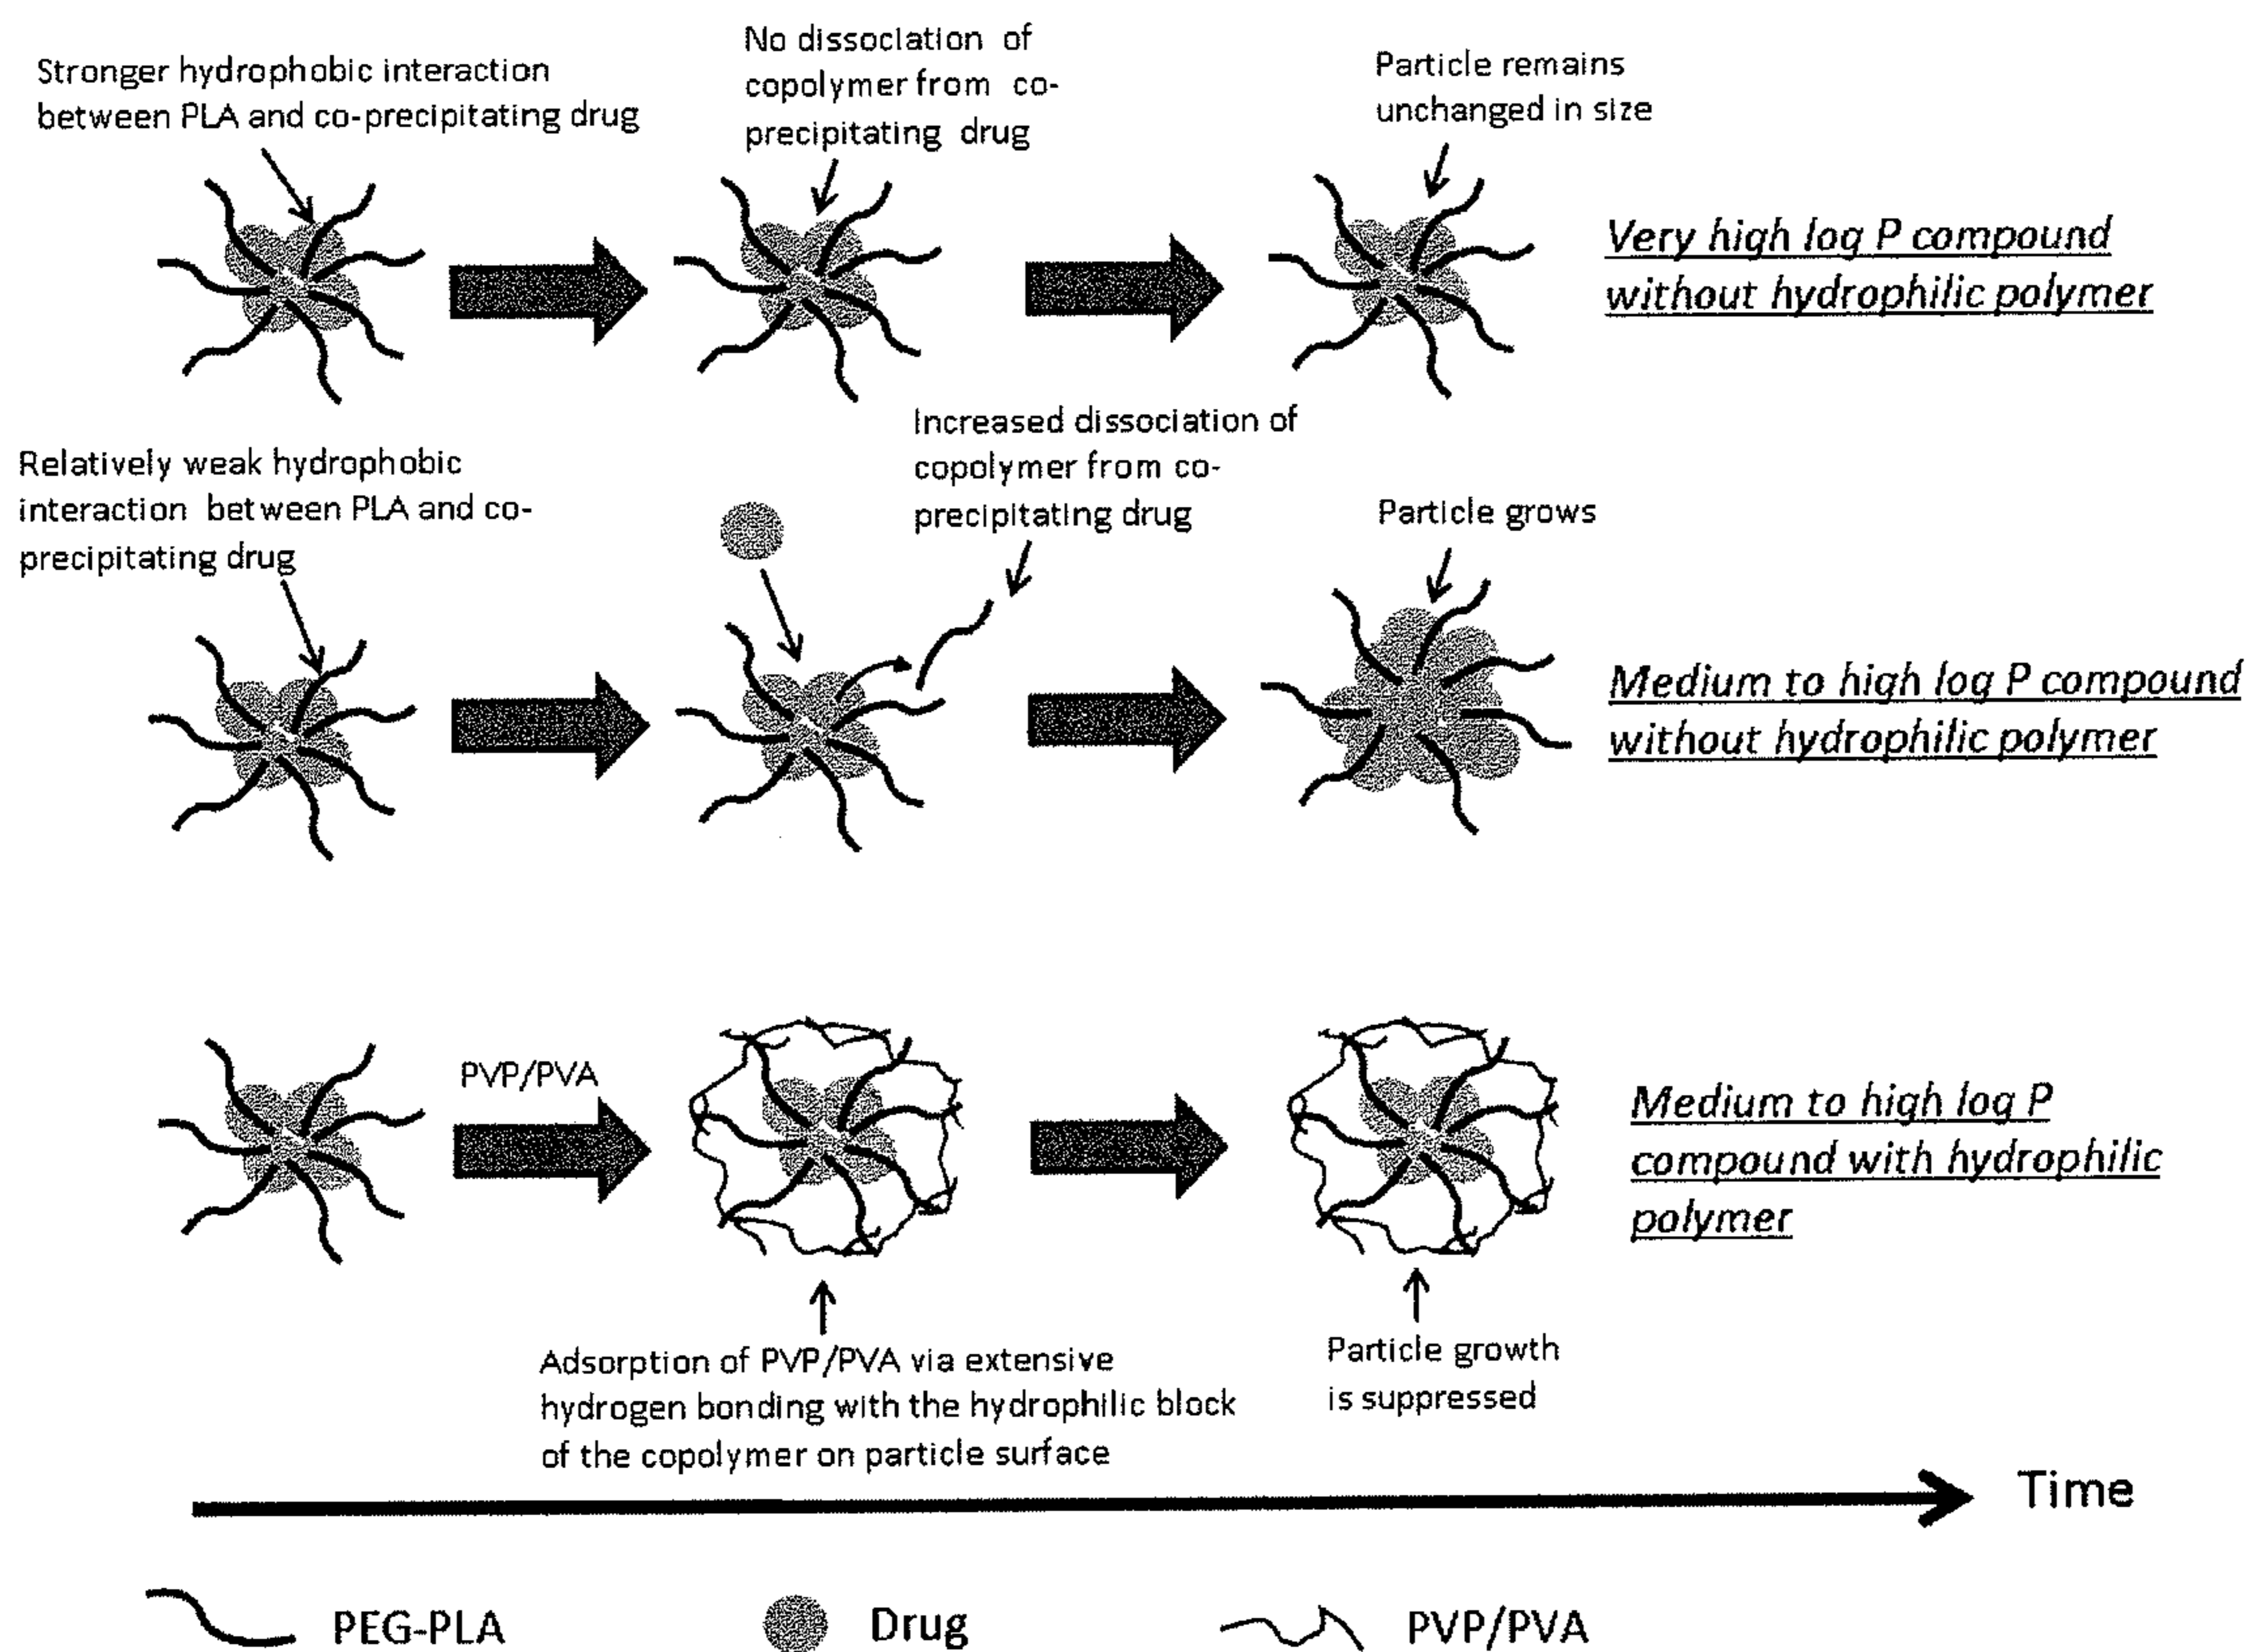 Stronger hydrophobic interaction
between PLA and co-precipitating drug
No dissociation of
copolymer from co-
precipitating drug
Particle remains
unchanged in size
Very high log P compound
without hydrophilic polymer
Relatively weak hydrophobic
interaction between PLA and co-
precipitating drug
Increased dissociation of
copolymer from co-
precipitating drug
Particle grows
Medium to high log P compound
without hydrophilic polymer
PVP/PVA
Medium to high log P
compound with hydrophilic
polymer
Adsorption of PVP/PVA via extensive
hydrogen bonding with the hydrophilic block
of the copolymer on particle surface
Particle growth
is suppressed
Time
PEG-PLA
Drug
PVP/PVA